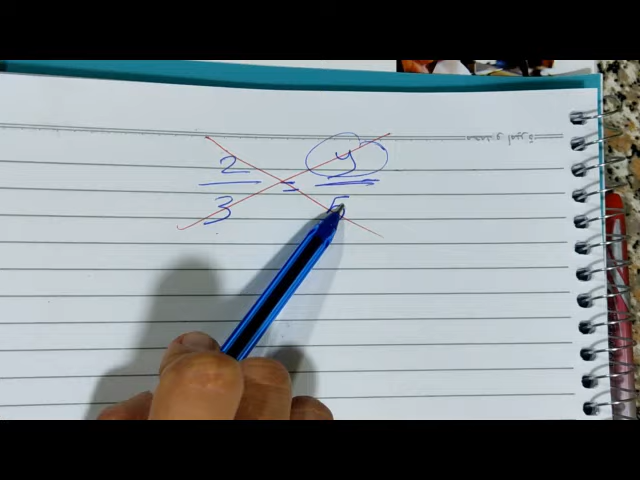 2/3 = y/5